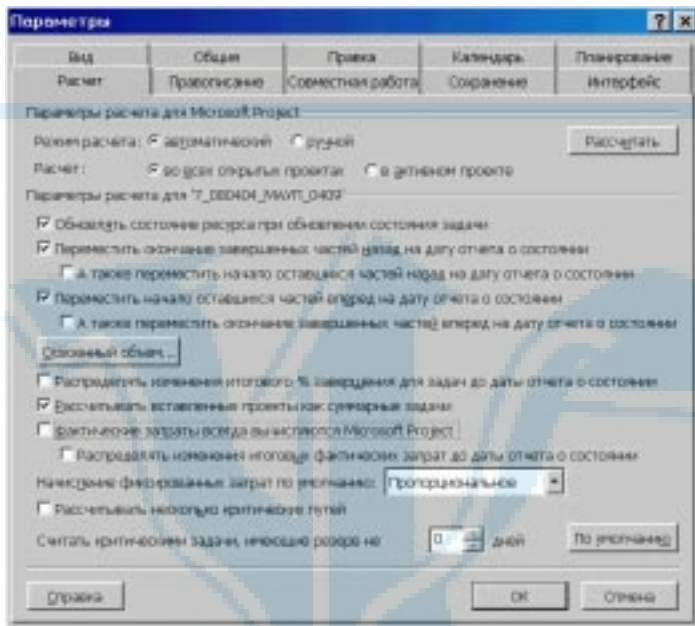 Параметры
Вид Общие Правка Календарь Планирование
Расчет Правописание Совместная работа Сохранение Интерфейс
Параметры расчета для Microsoft Project
Режим расчета: автоматический ручной Рассчитать
Расчет: во всех открытых проектах в активном проекте
Параметры расчета для '7_080404_МАУП_0409'
Обновлять состояние ресурса при обновлении состояния задачи
Переместить окончание завершенных частей назад на дату отчета о состоянии
А также переместить начало оставшихся частей назад на дату отчета о состоянии
Переместить начало оставшихся частей вперед на дату отчета о состоянии
А также переместить окончание завершенных частей вперед на дату отчета о состоянии
Освоенный объем...
Распределять изменения итогового % завершения для задач до даты отчета о состоянии
Рассчитывать вставленные проекты как суммарные задачи
Фактические затраты всегда вычисляются Microsoft Project
Распределять изменения итоговых фактических затрат до даты отчета о состоянии
Начисление фиксированных затрат по умолчанию: Пропорциональное
Рассчитывать несколько критических путей
Считать критическими задачи, имеющие резерв не 0 дней По умолчанию
Справка ОК Отмена